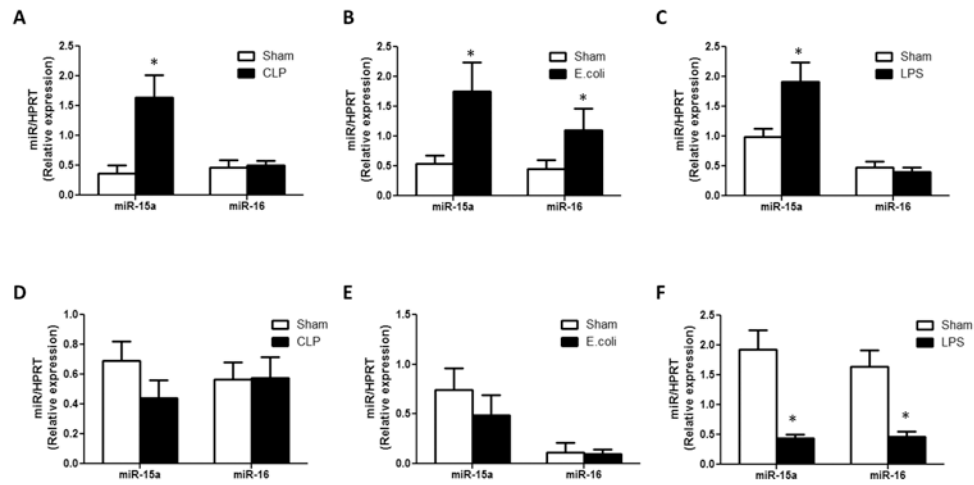 A
miR/HPRT
(Relative expression)
2.5
2.0
1.5
1.0
0.5
0.0
*
Sham
CLP
miR-15a
miR-16
B
miR/HPRT
(Relative expression)
2.5
2.0
1.5
1.0
0.5
0.0
*
*
Sham
E.coli
miR-15a
miR-16
C
miR/HPRT
(Relative expression)
2.5
2.0
1.5
1.0
0.5
0.0
*
Sham
LPS
miR-15a
miR-16
D
miR/HPRT
(Relative expression)
1.0
0.8
0.6
0.4
0.2
0.0
Sham
CLP
miR-15a
miR-16
E
miR/HPRT
(Relative expression)
1.5
1.0
0.5
0.0
Sham
E.coli
miR-15a
miR-16
F
miR/HPRT
(Relative expression)
2.5
2.0
1.5
1.0
0.5
0.0
*
*
Sham
LPS
miR-15a
miR-16